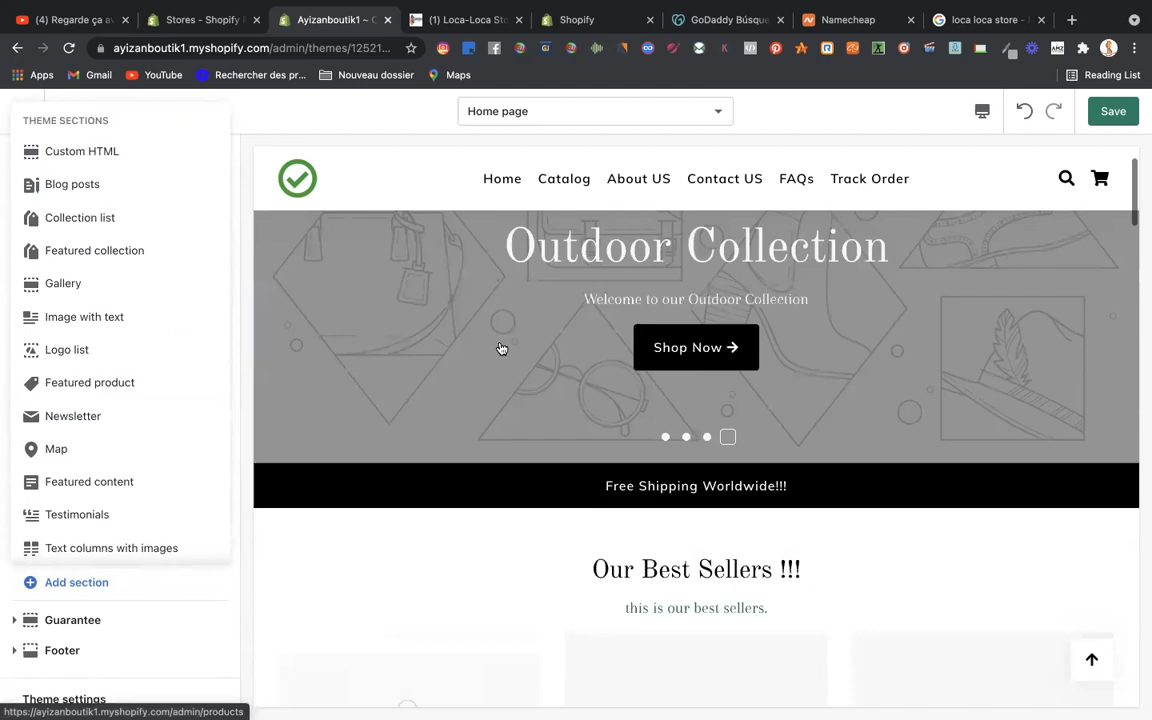 (4) Regarde ça av
Stores - Shopify
Ayizanboutik1 ~
(1) Loca-Loca Sto
Shopify
GoDaddy Búsque
Namecheap
loca loca store -
ayizanboutik1.myshopify.com/admin/themes/12521...
Apps
Gmail
YouTube
Rechercher des pr...
Nouveau dossier
Maps
Reading List
Home page
Save
THEME SECTIONS
Custom HTML
Blog posts
Collection list
Featured collection
Gallery
Image with text
Logo list
Featured product
Newsletter
Map
Featured content
Testimonials
Text columns with images
Add section
Guarantee
Footer
Theme settings
https://ayizanboutik1.myshopify.com/admin/products
Home
Catalog
About US
Contact US
FAQs
Track Order
Outdoor Collection
Welcome to our Outdoor Collection
Shop Now →
Free Shipping Worldwide!!!
Our Best Sellers !!!
this is our best sellers.